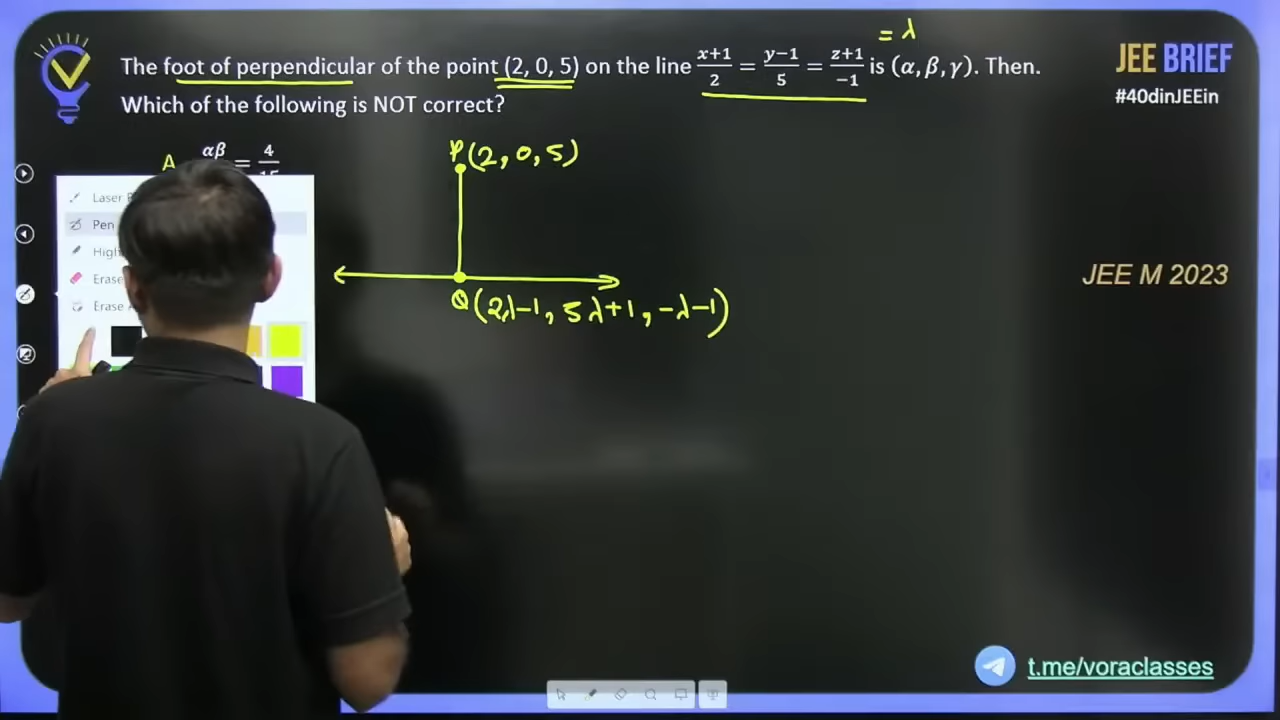 = λ
The foot of perpendicular of the point (2, 0, 5) on the line x+1/2 = y−1/5 = z+1/−1 is (α, β, γ). Then.
Which of the following is NOT correct?
JEE BRIEF
#40dinJEEin
A αβ = 4
P(2, 0, 5)
Pen
Q(2λ−1, 5λ+1, −λ−1)
JEE M 2023
t.me/voraclasses